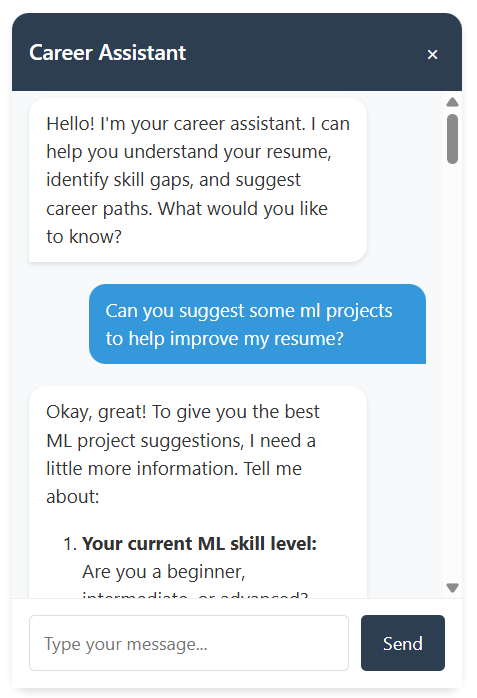 Career Assistant ×
Hello! I'm your career assistant. I can
help you understand your resume,
identify skill gaps, and suggest
career paths. What would you like
to know?
Can you suggest some ml projects
to help improve my resume?
Okay, great! To give you the best
ML project suggestions, I need a
little more information. Tell me
about:
1. Your current ML skill level:
Are you a beginner,
intermediate, or advanced?
Type your message...
Send